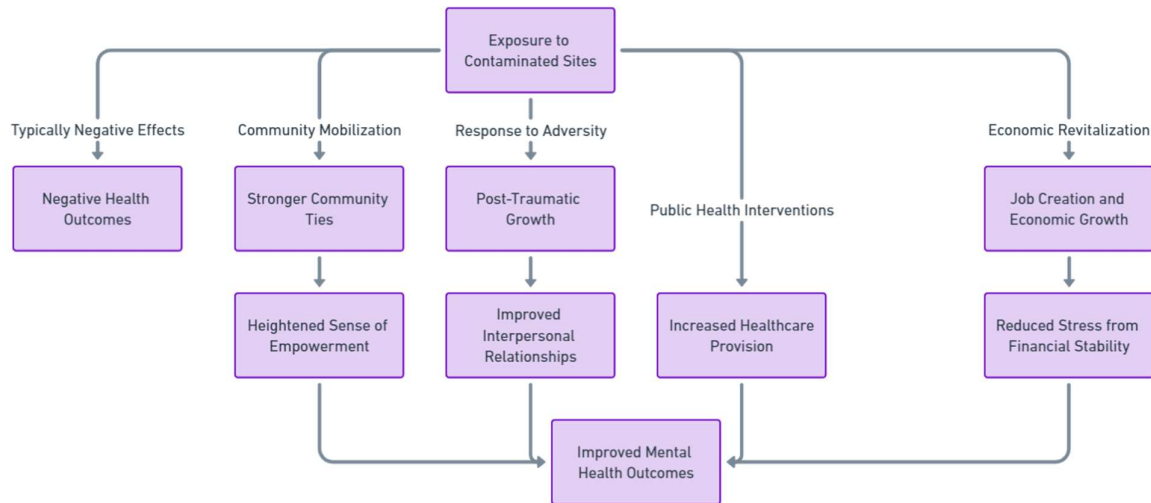 Exposure to
Contaminated Sites
Typically Negative Effects
Community Mobilization
Response to Adversity
Economic Revitalization
Negative Health
Outcomes
Stronger Community
Ties
Post-Traumatic
Growth
Public Health Interventions
Job Creation and
Economic Growth
Heightened Sense of
Empowerment
Improved
Interpersonal
Relationships
Increased Healthcare
Provision
Reduced Stress from
Financial Stability
Improved Mental
Health Outcomes